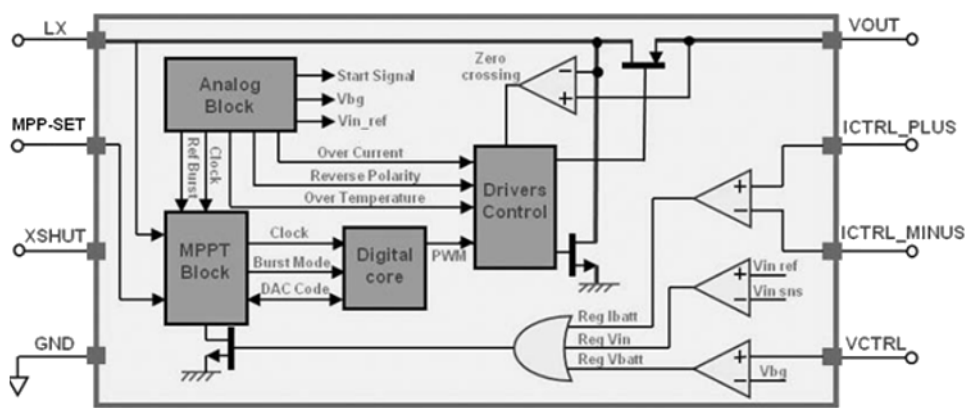 LX
VOUT
Zero
crossing
Analog
Block
Start Signal
Vbg
Vin_ref
MPP-SET
ICTRL_PLUS
Ref Burst
Clock
Over Current
Reverse Polarity
Over Temperature
Drivers
Control
XSHUT
ICTRL_MINUS
MPPT
Block
Clock
Burst Mode
DAC Code
Digital
core
PWM
Vin ref
Vin sns
GND
Reg Ibatt
Reg Vin
Reg Vbatt
VCTRL
Vbg
+
−
+
−
+
−
+
−